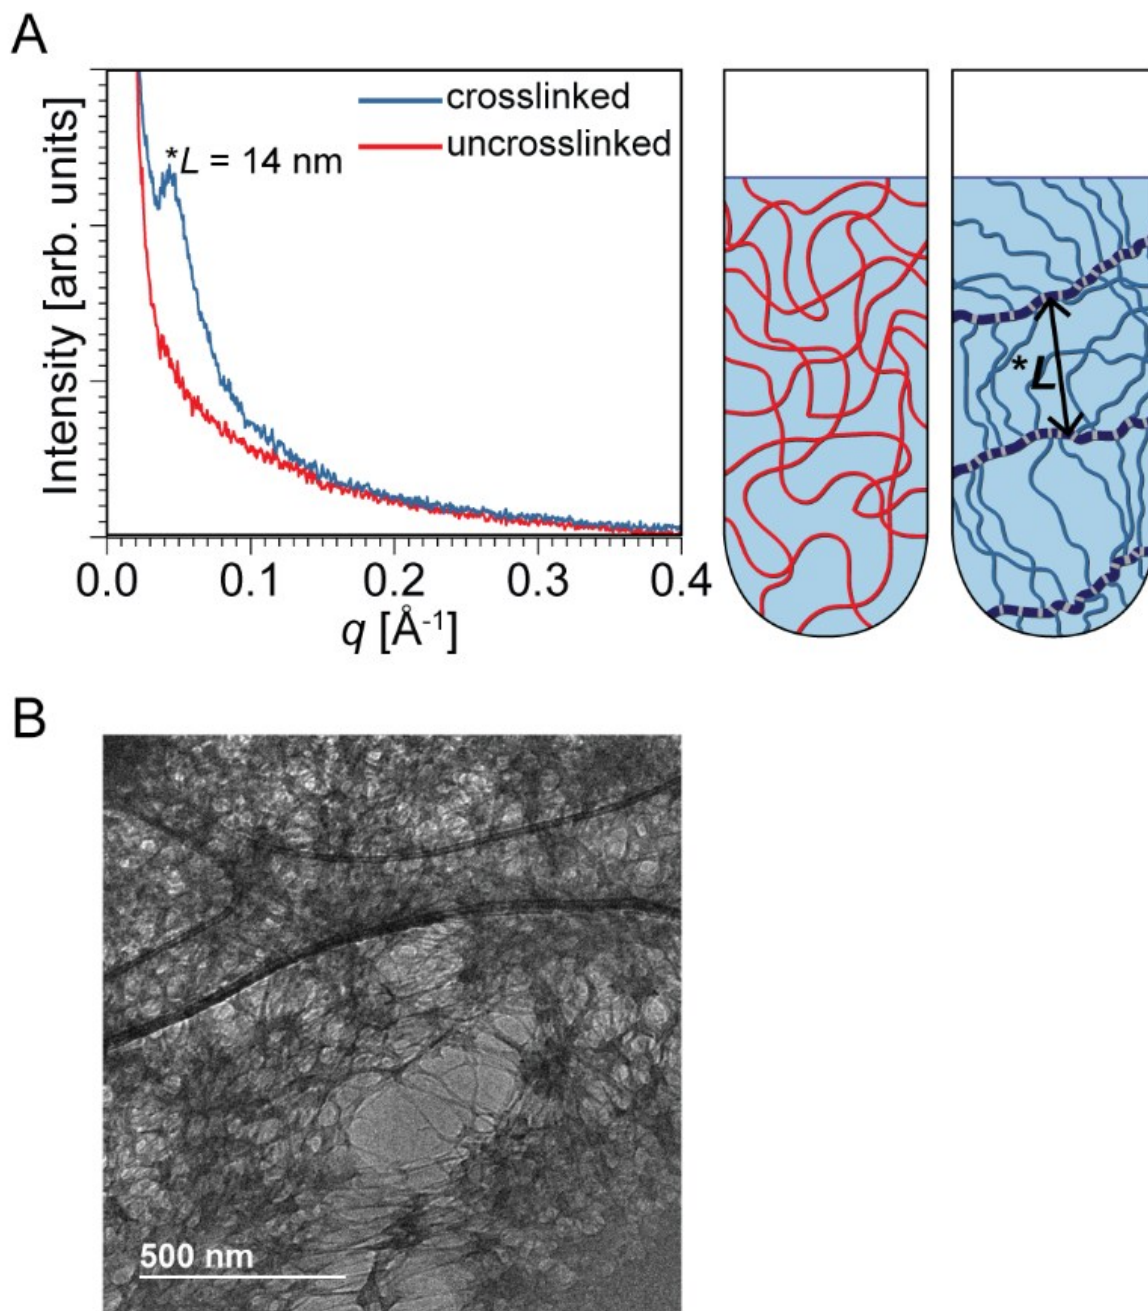 A
Intensity [arb. units]
crosslinked
uncrosslinked
*L = 14 nm
0.0 0.1 0.2 0.3 0.4
q [Å-1]
*L
B
500 nm